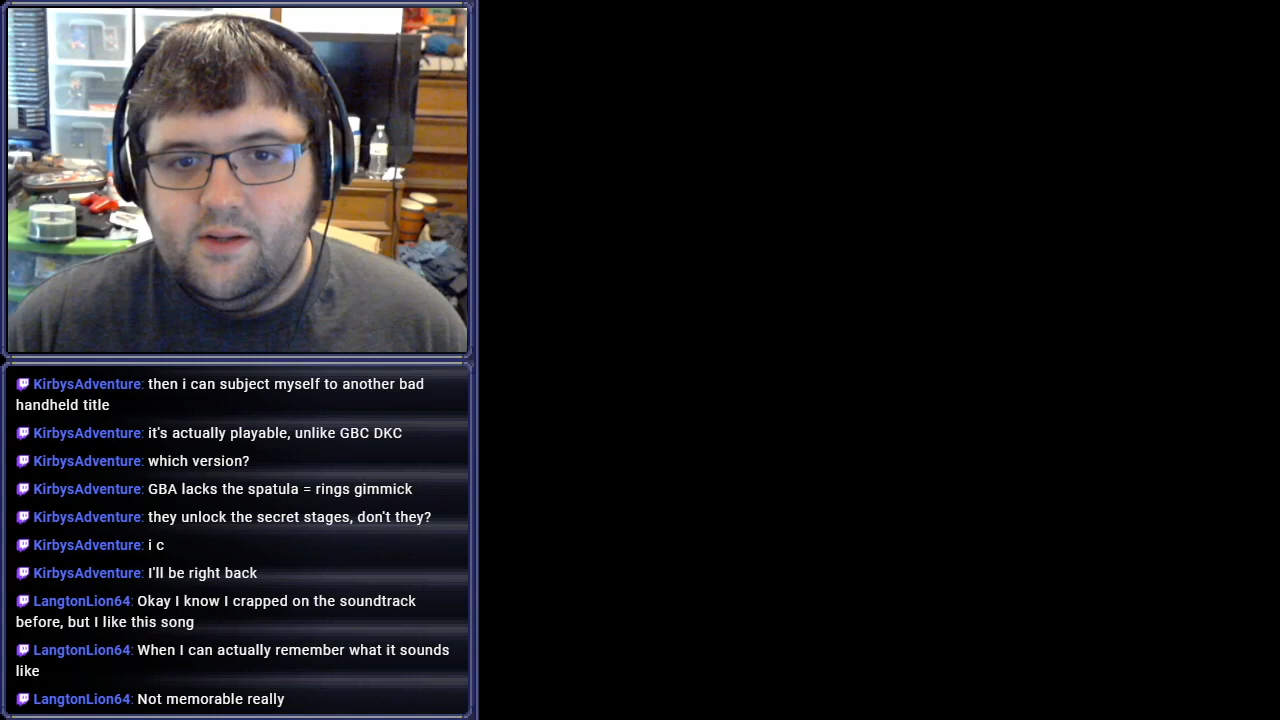 KirbysAdventure: then i can subject myself to another bad
handheld title
KirbysAdventure: it's actually playable, unlike GBC DKC
KirbysAdventure: which version?
KirbysAdventure: GBA lacks the spatula = rings gimmick
KirbysAdventure: they unlock the secret stages, don't they?
KirbysAdventure: i c
KirbysAdventure: I'll be right back
LangtonLion64: Okay I know I crapped on the soundtrack
before, but I like this song
LangtonLion64: When I can actually remember what it sounds
like
LangtonLion64: Not memorable really